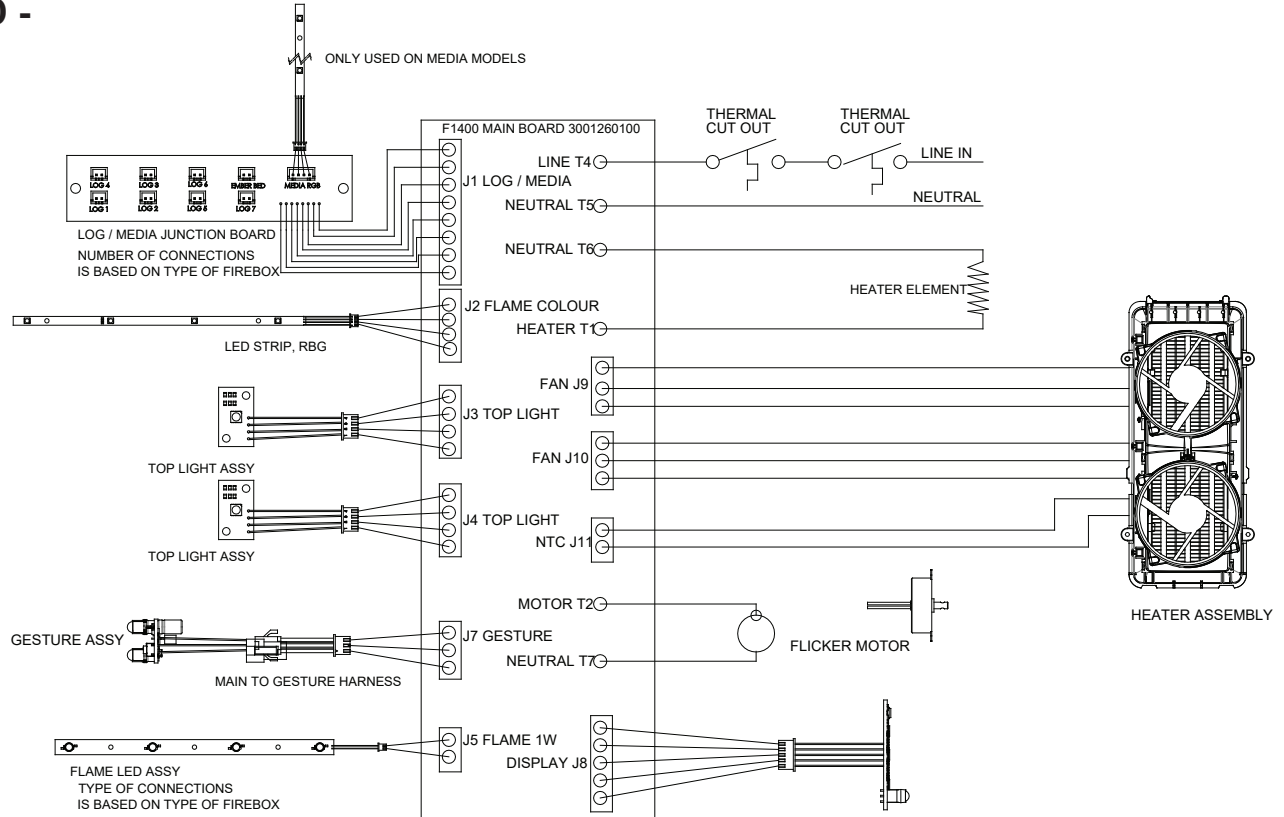 ONLY USED ON MEDIA MODELS
F1400 MAIN BOARD 3001260100
THERMAL
CUT OUT
THERMAL
CUT OUT
LINE T4
LINE IN
LOG 4
LOG 3
LOG 6
EMBER BED
MEDIA RGB
LOG 1
LOG 2
LOG 5
LOG 7
J1 LOG / MEDIA
NEUTRAL T5
NEUTRAL
LOG / MEDIA JUNCTION BOARD
NUMBER OF CONNECTIONS
IS BASED ON TYPE OF FIREBOX
NEUTRAL T6
HEATER ELEMENT
J2 FLAME COLOUR
HEATER T1
LED STRIP, RBG
FAN J9
J3 TOP LIGHT
TOP LIGHT ASSY
FAN J10
J4 TOP LIGHT
NTC J11
TOP LIGHT ASSY
MOTOR T2
HEATER ASSEMBLY
GESTURE ASSY
J7 GESTURE
FLICKER MOTOR
NEUTRAL T7
MAIN TO GESTURE HARNESS
J5 FLAME 1W
DISPLAY J8
FLAME LED ASSY
TYPE OF CONNECTIONS
IS BASED ON TYPE OF FIREBOX